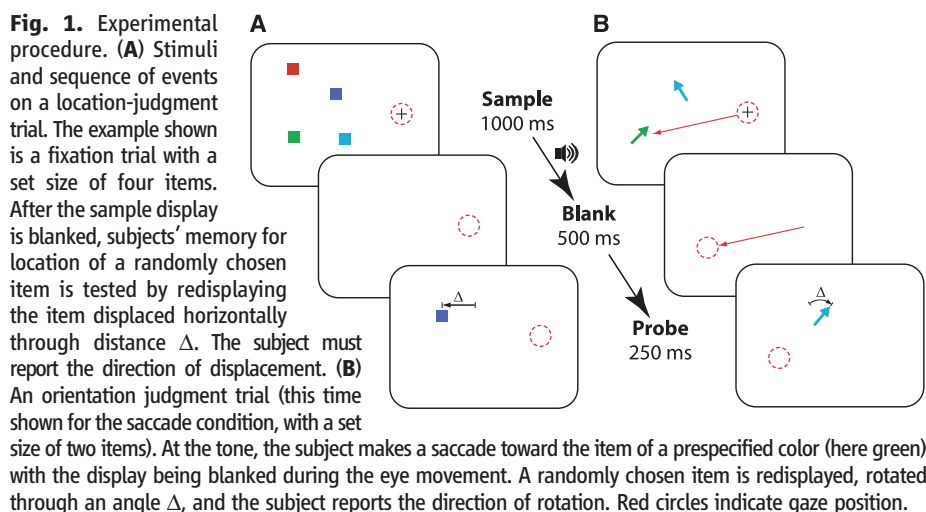 Fig. 1. Experimental
procedure. (A) Stimuli
and sequence of events
on a location-judgment
trial. The example shown
is a fixation trial with a
set size of four items.
After the sample display
is blanked, subjects' memory for
location of a randomly chosen
item is tested by redisplaying
the item displaced horizontally
through distance Δ. The subject must
report the direction of displacement. (B)
An orientation judgment trial (this time
shown for the saccade condition, with a set
size of two items). At the tone, the subject makes a saccade toward the item of a prespecified color (here green)
with the display being blanked during the eye movement. A randomly chosen item is redisplayed, rotated
through an angle Δ, and the subject reports the direction of rotation. Red circles indicate gaze position.
A
Δ
Sample
1000 ms
Blank
500 ms
Probe
250 ms
B
Δ